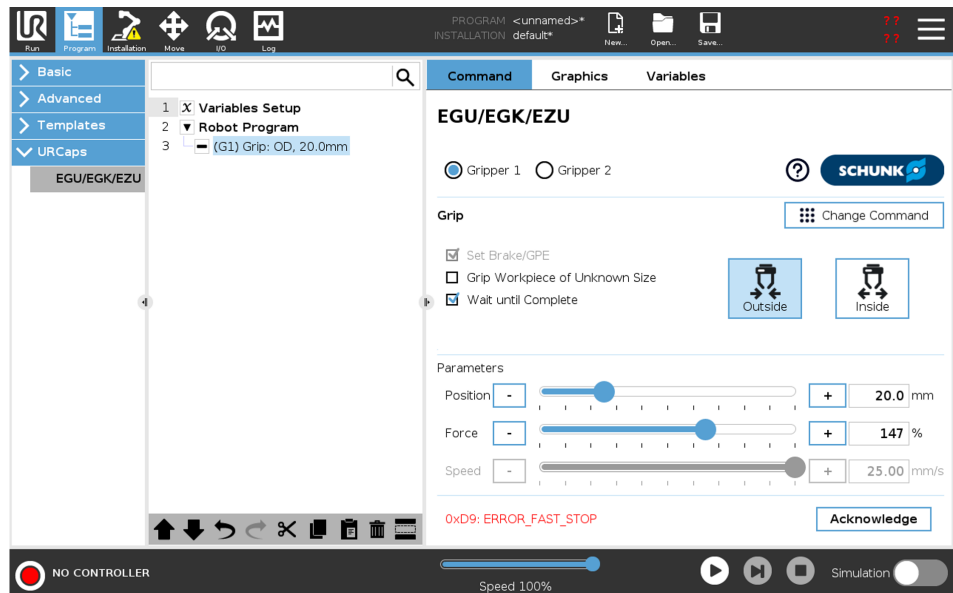 PROGRAM <unnamed>*
INSTALLATION default*
? ?
? ?
Run
Program
Installation
Move
I/O
Log
New...
Open...
Save...
Basic
Advanced
Templates
URCaps
EGU/EGK/EZU
1 X Variables Setup
2 Robot Program
3 (G1) Grip: OD, 20.0mm
Command Graphics Variables
EGU/EGK/EZU
Gripper 1 Gripper 2
? SCHUNK
Grip
Change Command
Set Brake/GPE
Grip Workpiece of Unknown Size
Wait until Complete
Outside
Inside
Parameters
Position - + 20.0 mm
Force - + 147 %
Speed - + 25.00 mm/s
0xD9: ERROR_FAST_STOP
Acknowledge
NO CONTROLLER
Speed 100%
Simulation